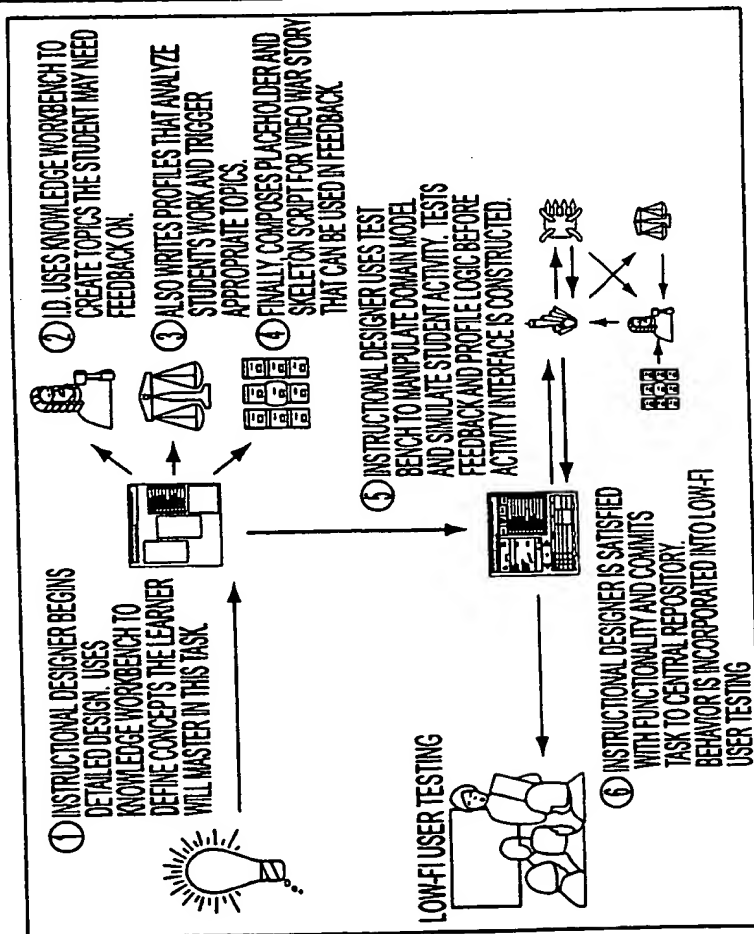 ① INSTRUCTIONAL DESIGNER BEGINS
DETAILED DESIGN. USES
KNOWLEDGE WORKBENCH TO
DEFINE CONCEPTS THE LEARNER
WILL MASTER IN THIS TASK.
② I.D. USES KNOWLEDGE WORKBENCH TO
CREATE TOPICS THE STUDENT MAY NEED
FEEDBACK ON.
③ ALSO WRITES PROFILES THAT ANALYZE
STUDENTS WORK AND TRIGGER
APPROPRIATE TOPICS.
④ FINALLY, COMPOSES PLACEHOLDER AND
SKELETON SCRIPT FOR VIDEO WAR STORY
THAT CAN BE USED IN FEEDBACK.
⑤ INSTRUCTIONAL DESIGNER USES TEST
BENCH TO MANIPULATE DOMAIN MODEL
AND SIMULATE STUDENT ACTIVITY. TESTS
FEEDBACK AND PROFILE LOGIC BEFORE
ACTIVITY INTERFACE IS CONSTRUCTED.
LOW-FI USER TESTING
⑥ INSTRUCTIONAL DESIGNER IS SATISFIED
WITH FUNCTIONALITY AND COMMITS
TASK TO CENTRAL REPOSITORY.
BEHAVIOR IS INCORPORATED INTO LOW-FI
USER TESTING